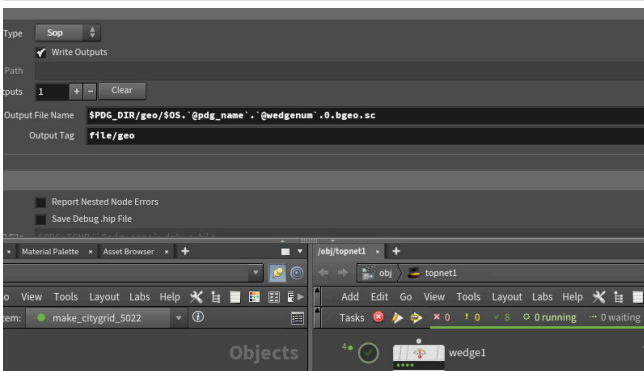 Type Sop
Write Outputs
Path
puts 1 + - Clear
Output File Name $PDG_DIR/geo/$OS.`@pdg_name`.`@wedgenum`.0.bgeo.sc
Output Tag file/geo
Report Nested Node Errors
Save Debug .hip File
Material Palette × Asset Browser × + /obj/topnet1 × +
obj topnet1
o View Tools Layout Labs Help Add Edit Go View Tools Layout Labs Help
tem: make_citygrid_5022 Tasks × 0 ! 0 ✓ 8 0 running ··· 0 waiting
Objects 4 wedge1